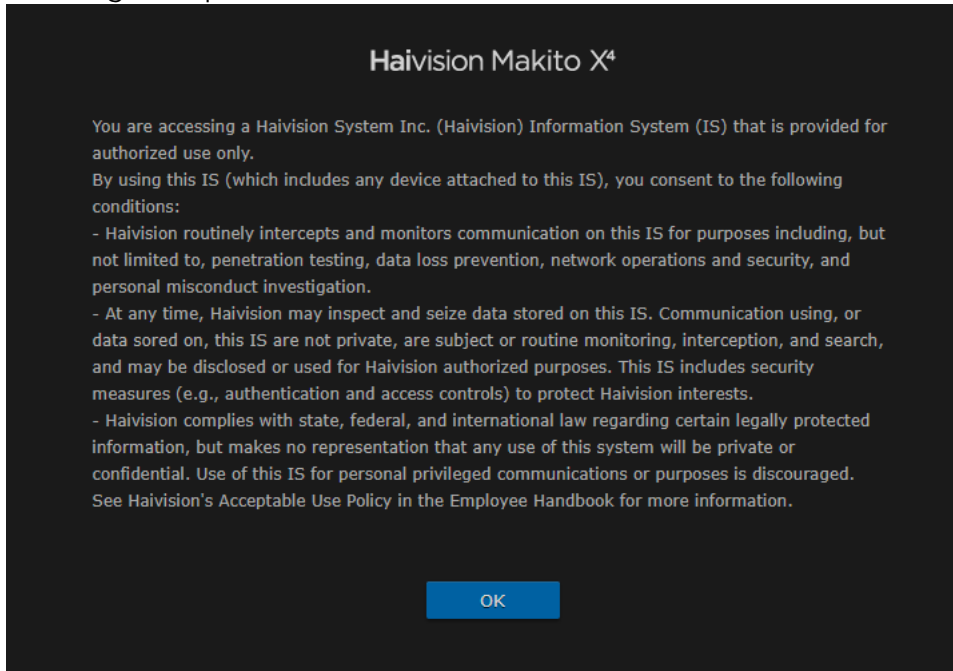 Haivision Makito X⁴
You are accessing a Haivision System Inc. (Haivision) Information System (IS) that is provided for
authorized use only.
By using this IS (which includes any device attached to this IS), you consent to the following
conditions:
- Haivision routinely intercepts and monitors communication on this IS for purposes including, but
not limited to, penetration testing, data loss prevention, network operations and security, and
personal misconduct investigation.
- At any time, Haivision may inspect and seize data stored on this IS. Communication using, or
data sored on, this IS are not private, are subject or routine monitoring, interception, and search,
and may be disclosed or used for Haivision authorized purposes. This IS includes security
measures (e.g., authentication and access controls) to protect Haivision interests.
- Haivision complies with state, federal, and international law regarding certain legally protected
information, but makes no representation that any use of this system will be private or
confidential. Use of this IS for personal privileged communications or purposes is discouraged.
See Haivision's Acceptable Use Policy in the Employee Handbook for more information.
OK